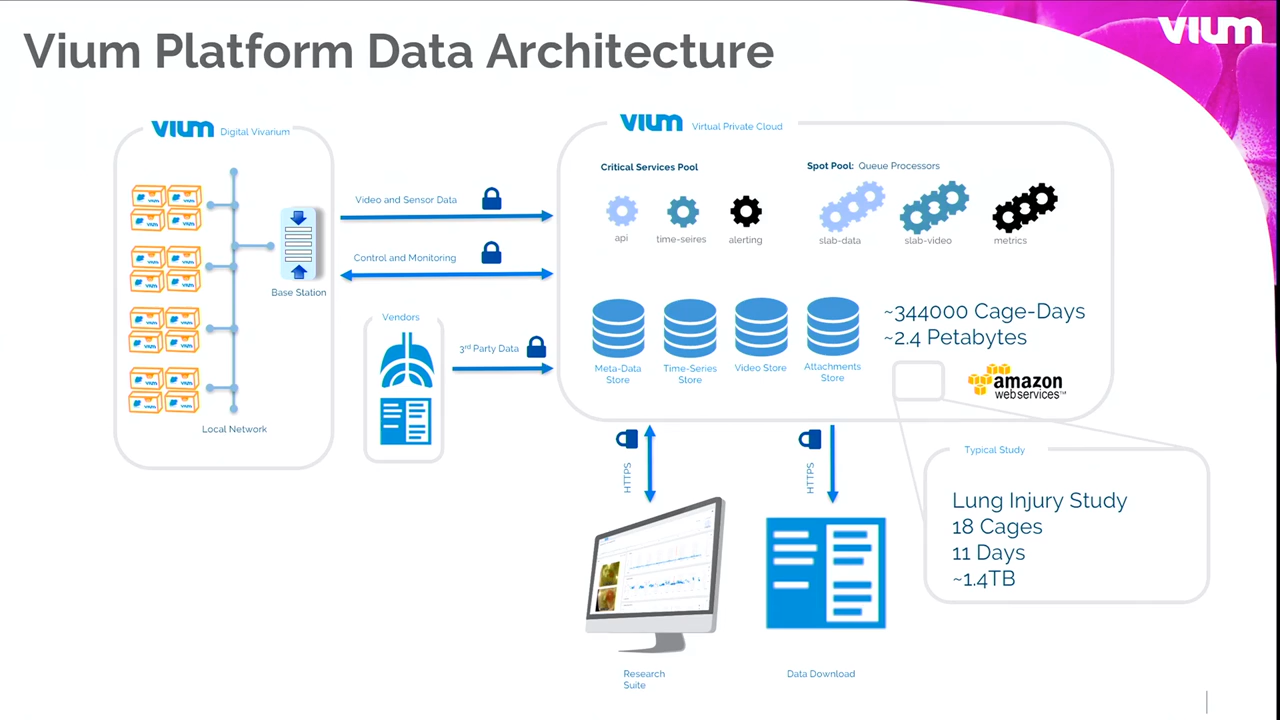 Vium Platform Data Architecture
vium
vium Digital Vivarium
Base Station
Local Network
Video and Sensor Data
Control and Monitoring
Vendors
3rd Party Data
vium Virtual Private Cloud
Critical Services Pool
api
time-seires
alerting
Spot Pool: Queue Processors
slab-data
slab-video
metrics
Meta-Data
Store
Time-Series
Store
Video Store
Attachments
Store
~344000 Cage-Days
~2.4 Petabytes
amazon
webservices™
HTTPS
HTTPS
Typical Study
Lung Injury Study
18 Cages
11 Days
~1.4TB
Research
Suite
Data Download